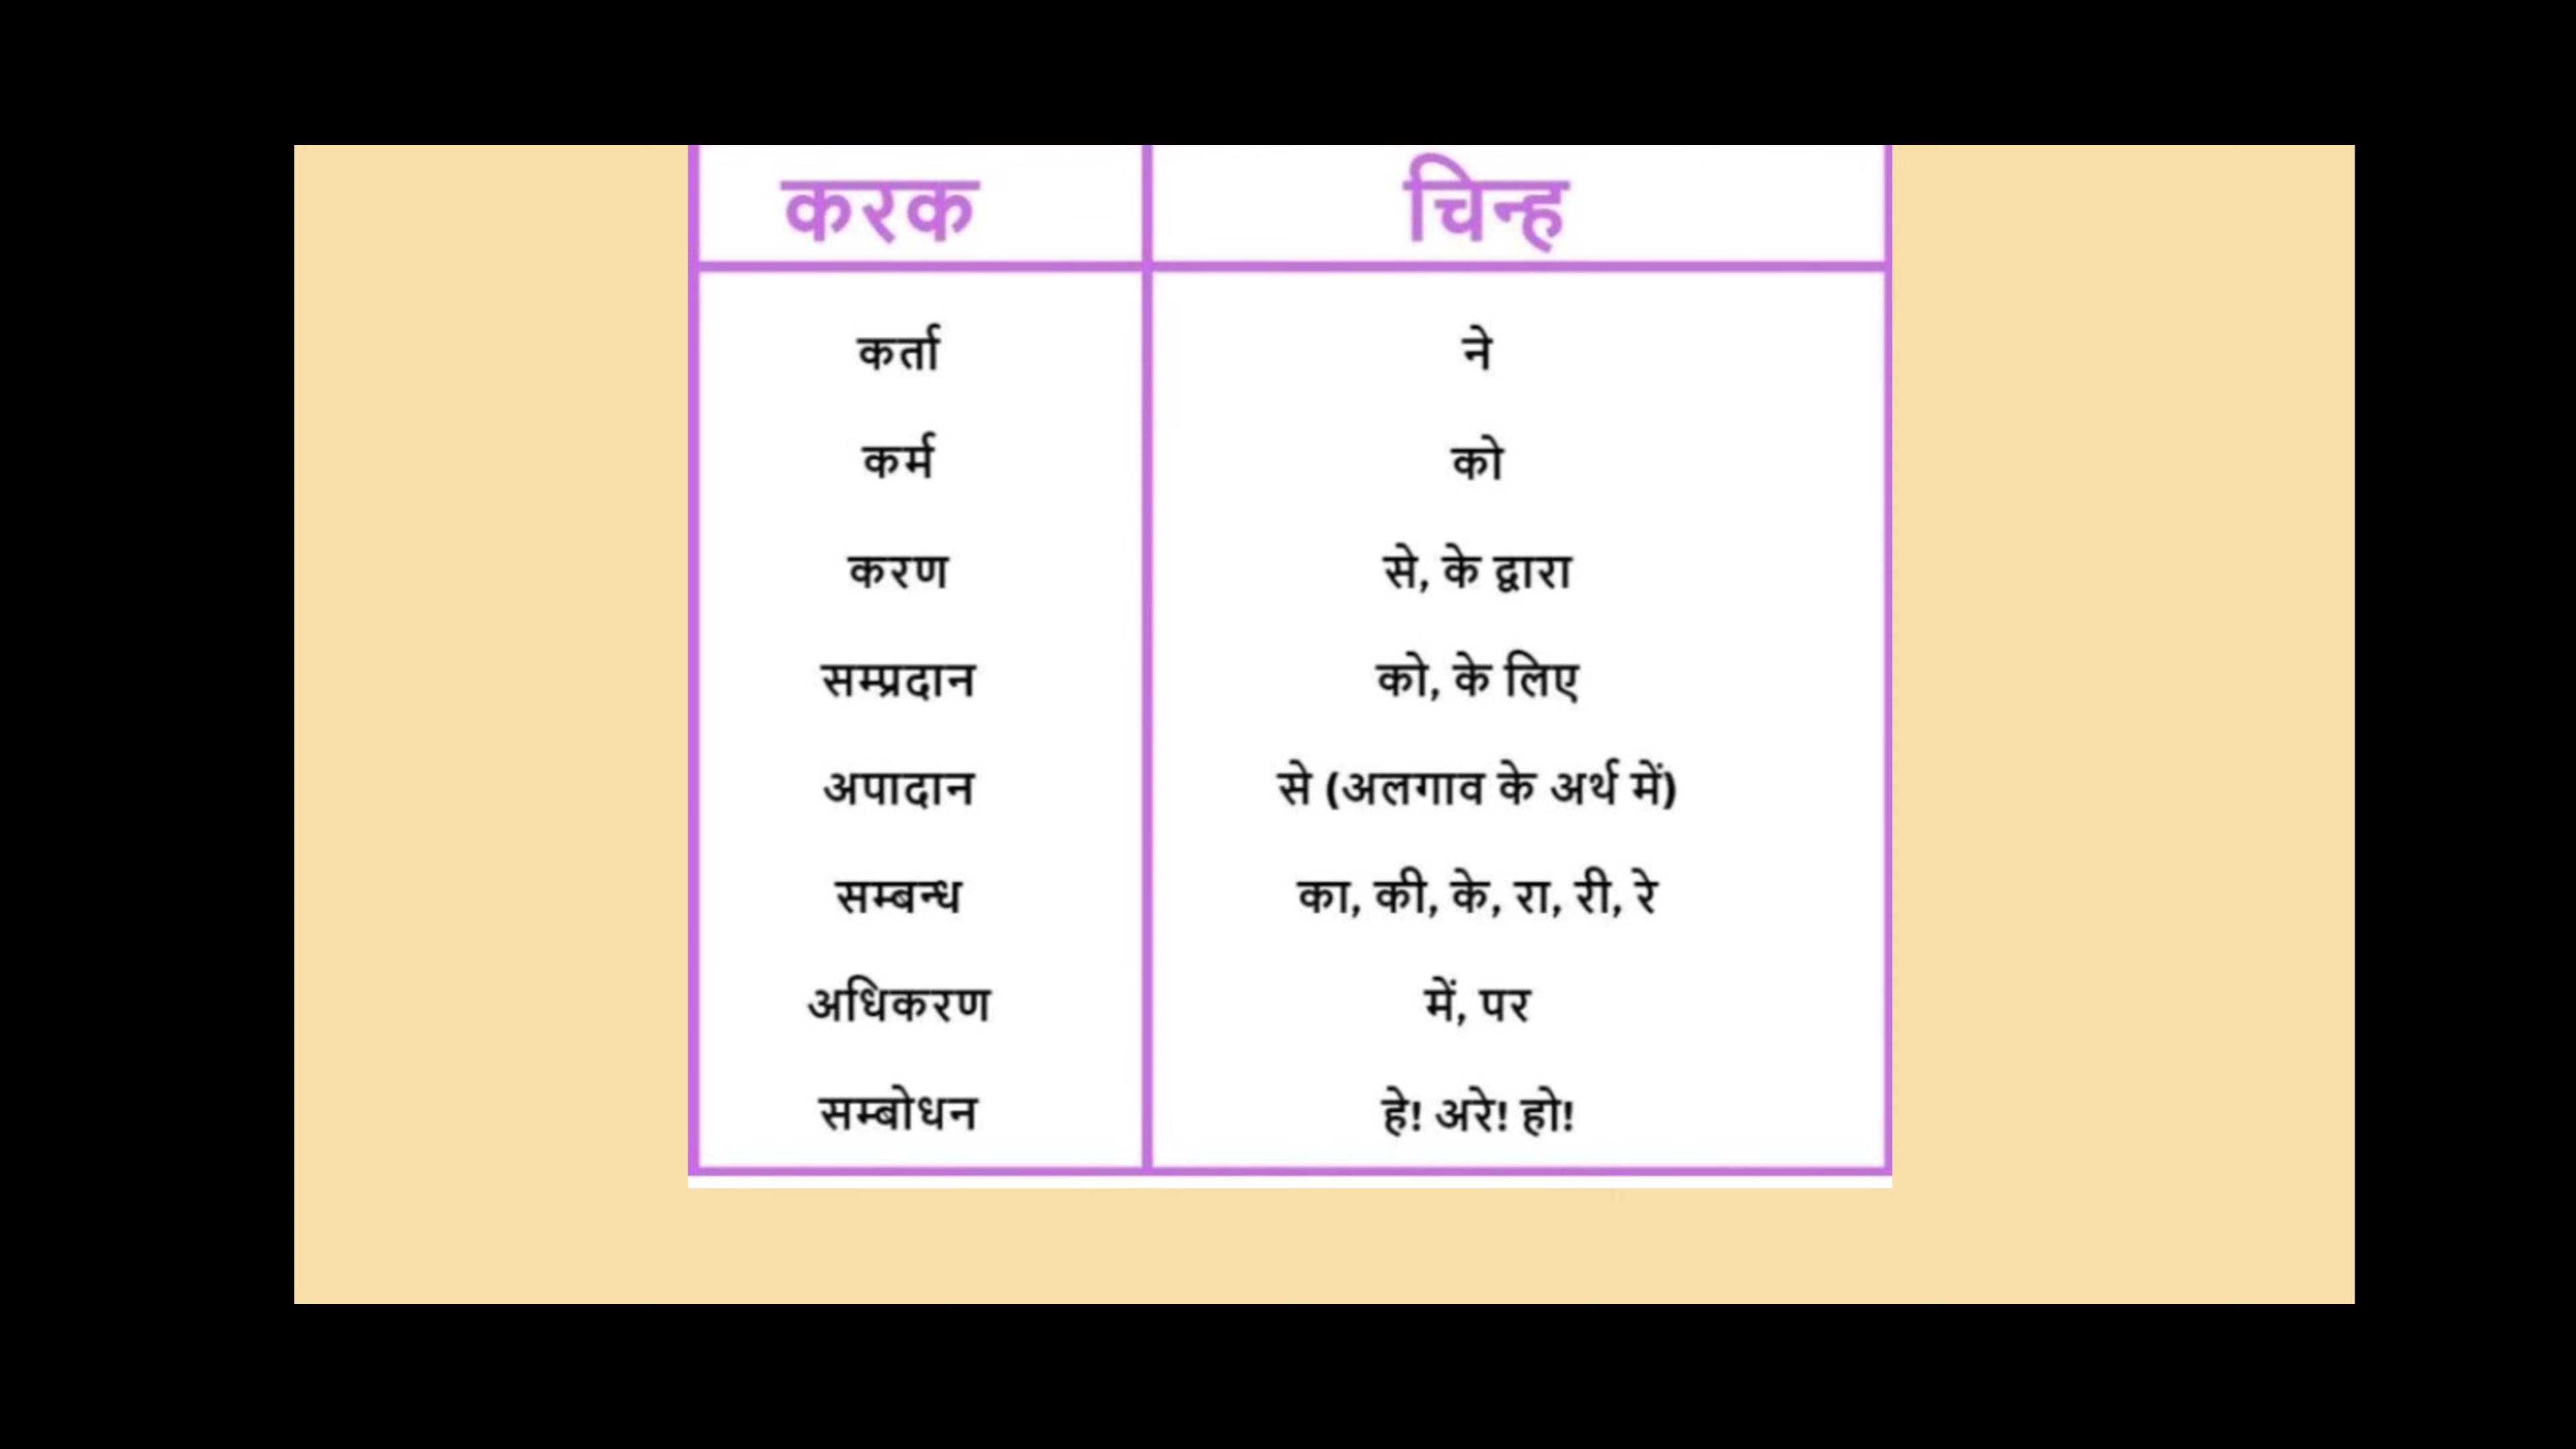 करक चिन्ह
कर्ता ने
कर्म को
करण से, के द्वारा
सम्प्रदान को, के लिए
अपादान से (अलगाव के अर्थ में)
सम्बन्ध का, की, के, रा, री, रे
अधिकरण में, पर
सम्बोधन हे! अरे! हो!